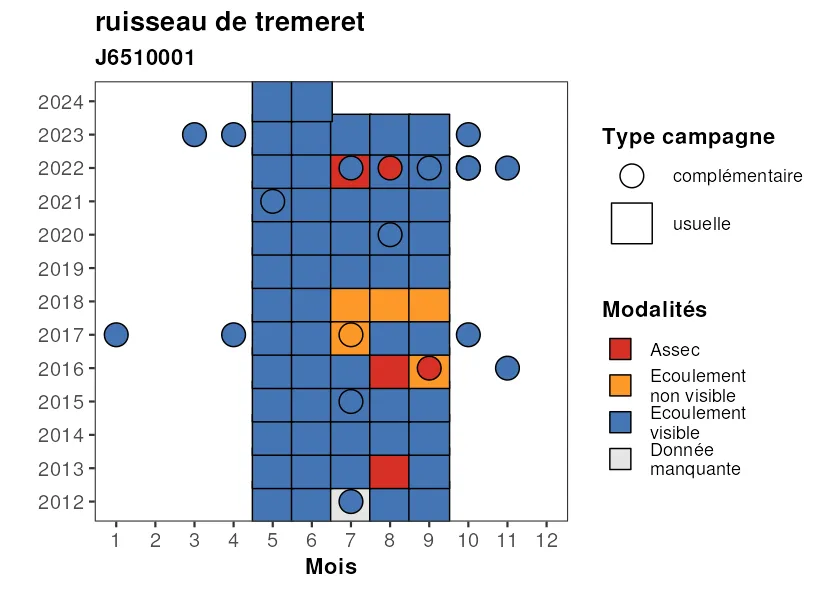 ruisseau de tremeret
J6510001
2024
2023
2022
2021
2020
2019
2018
2017
2016
2015
2014
2013
2012
1 2 3 4 5 6 7 8 9 10 11 12
Mois
Type campagne
complémentaire
usuelle
Modalités
Assec
Ecoulement
non visible
Ecoulement
visible
Donnée
manquante